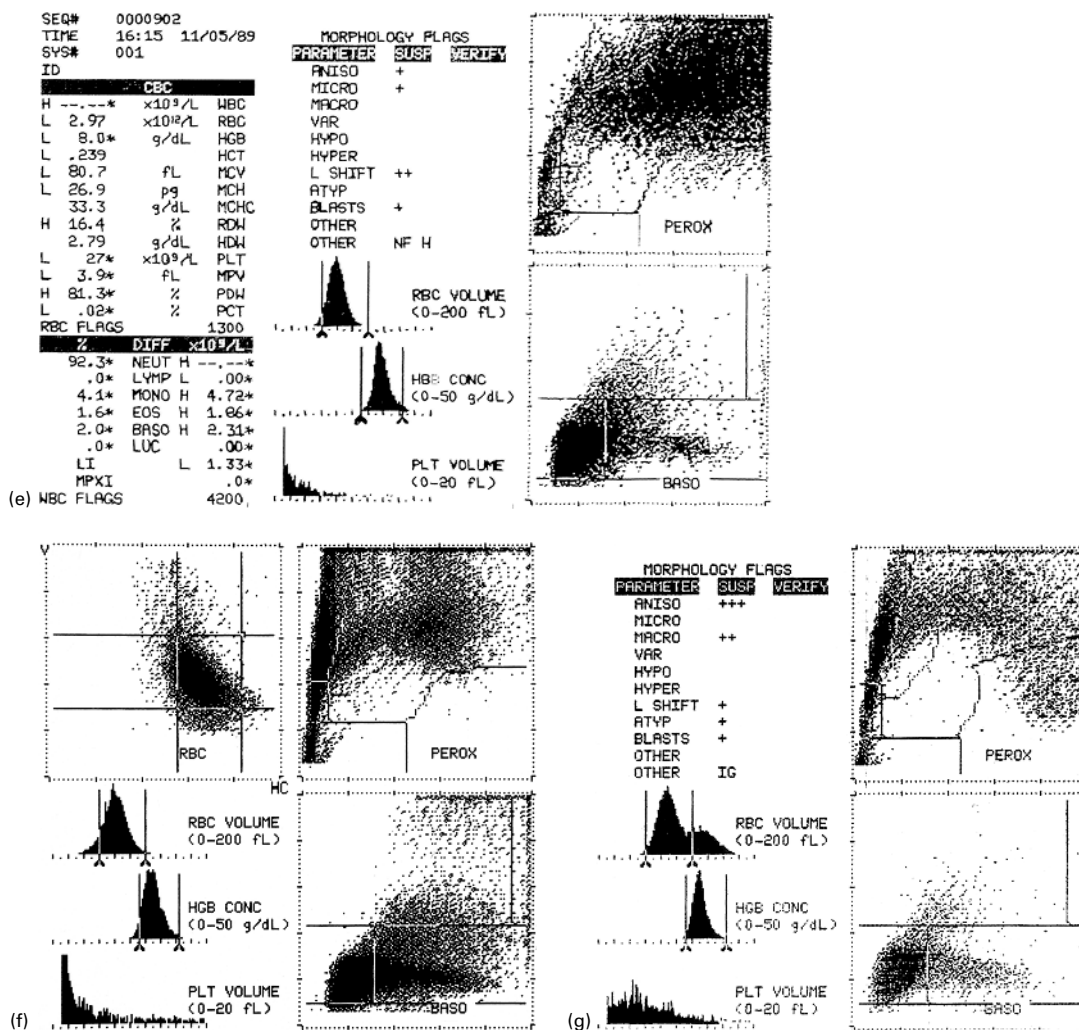 SEQ# 0000902
TIME 16:15 11/05/89
SYS# 001
ID
CBC
H --.--* x10⁹/L WBC
L 2.97 x10¹²/L RBC
L 8.0* g/dL HGB
L .239 HCT
L 80.7 fL MCV
L 26.9 pg MCH
33.3 g/dL MCHC
H 16.4 % RDW
2.79 g/dL HDW
L 27* x10⁹/L PLT
L 3.9* fL MPV
H 81.3* % PDW
L .02* % PCT
RBC FLAGS 1300
% DIFF x10⁹/L
92.3* NEUT H --.--*
.0* LYMP L .00*
4.1* MONO H 4.72*
1.6* EOS H 1.86*
2.0* BASO H 2.31*
.0* LUC .00*
LI L 1.33*
MPXI .0*
WBC FLAGS 4200
(e)
MORPHOLOGY FLAGS
PARAMETER SUSP VERIFY
ANISO +
MICRO +
MACRO
VAR
HYPO
HYPER
L SHIFT ++
ATYP
BLASTS +
OTHER
OTHER NF H
RBC VOLUME
(0-200 fL)
HGB CONC
(0-50 g/dL)
PLT VOLUME
(0-20 fL)
PEROX
BASO
V
RBC
HC
PEROX
RBC VOLUME
(0-200 fL)
HGB CONC
(0-50 g/dL)
PLT VOLUME
(0-20 fL)
BASO
(f)
MORPHOLOGY FLAGS
PARAMETER SUSP VERIFY
ANISO +++
MICRO
MACRO ++
VAR
HYPO
HYPER
L SHIFT +
ATYP +
BLASTS +
OTHER
OTHER IG
RBC VOLUME
(0-200 fL)
HGB CONC
(0-50 g/dL)
PLT VOLUME
(0-20 fL)
PEROX
BASO
(g)